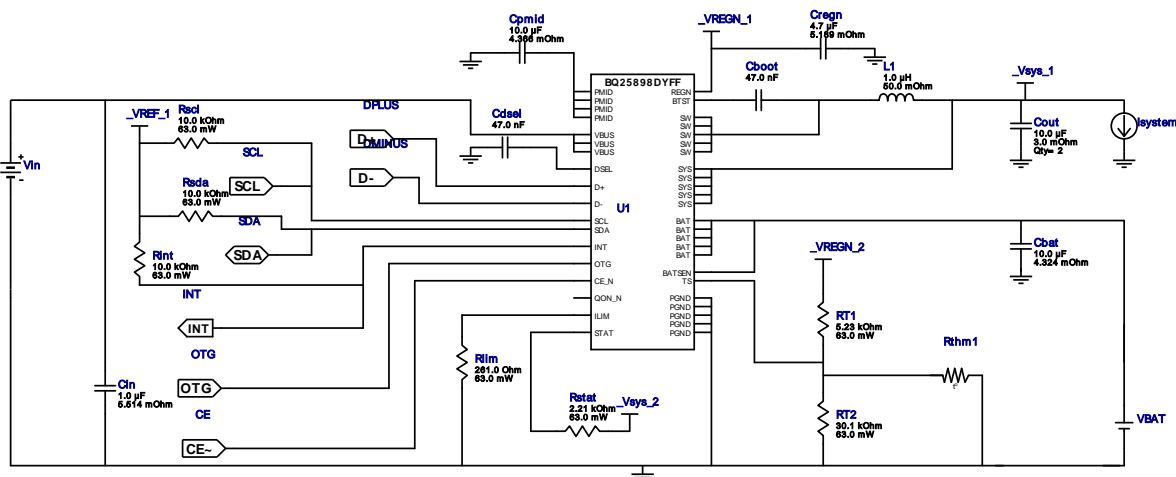 Cpmid
10.0 µF
4.366 mOhm
_VREGN_1
Cregn
4.7 µF
5.169 mOhm
BQ25898DYFF
Cboot
47.0 nF
L1
1.0 µH
50.0 mOhm
_Vsys_1
PMID
PMID
PMID
PMID
VBUS
VBUS
VBUS
DSEL
D+
D-
SCL
SDA
INT
OTG
CE_N
QON_N
ILIM
STAT
REGN
BTST
SW
SW
SW
SW
SYS
SYS
SYS
SYS
SYS
BAT
BAT
BAT
BAT
BAT
BATSEN
TS
PGND
PGND
PGND
PGND
PGND
U1
Cout
10.0 µF
3.0 mOhm
Qty= 2
Isystem
_VREF_1
Rscl
10.0 kOhm
63.0 mW
DPLUS
DMINUS
D-
Cdsel
47.0 nF
Vin
SCL
SCL
Rsda
10.0 kOhm
63.0 mW
SDA
SDA
Rint
10.0 kOhm
63.0 mW
INT
INT
OTG
OTG
CE
CE~
Cin
1.0 µF
5.514 mOhm
Rilim
261.0 Ohm
63.0 mW
Rstat
2.21 kOhm
63.0 mW
_Vsys_2
_VREGN_2
RT1
5.23 kOhm
63.0 mW
RT2
30.1 kOhm
63.0 mW
Rthm1
t°
Cbat
10.0 µF
4.324 mOhm
VBAT